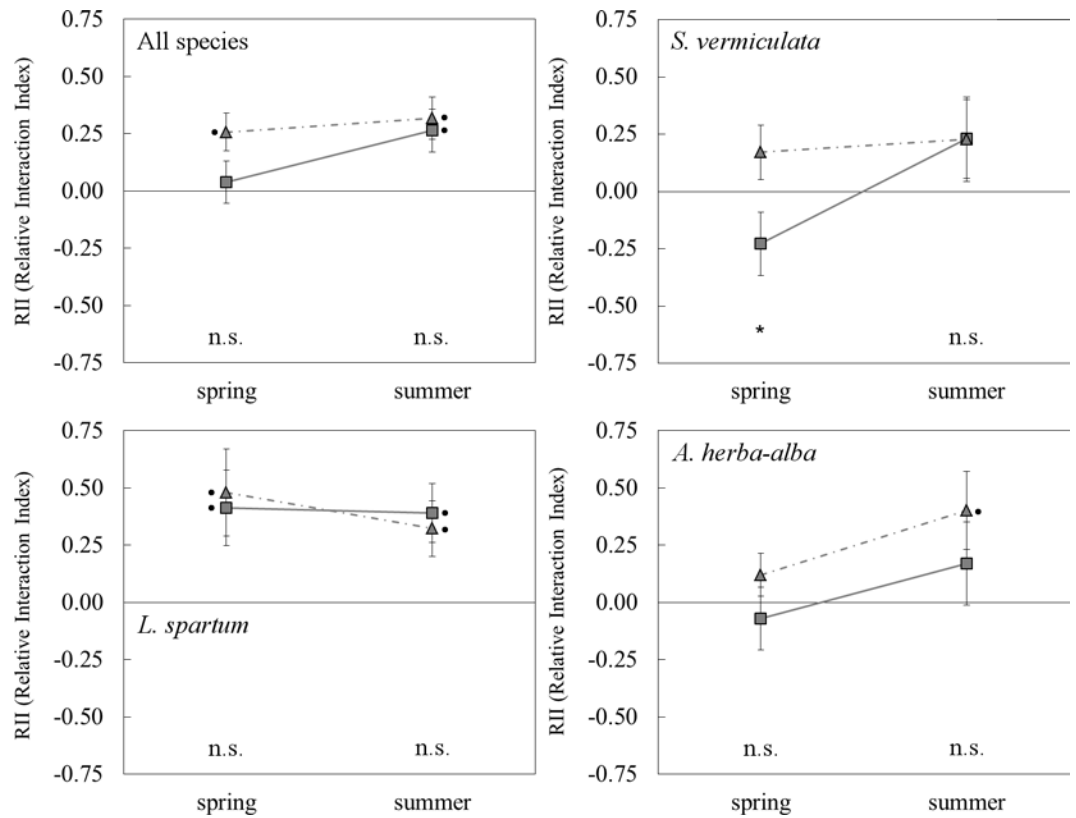 All species
RII (Relative Interaction Index)
0.75
0.50
0.25
0.00
-0.25
-0.50
-0.75
n.s.
n.s.
spring
summer
S. vermiculata
RII (Relative Interaction Index)
0.75
0.50
0.25
0.00
-0.25
-0.50
-0.75
*
n.s.
spring
summer
L. spartum
RII (Relative Interaction Index)
0.75
0.50
0.25
0.00
-0.25
-0.50
-0.75
n.s.
n.s.
spring
summer
A. herba-alba
RII (Relative Interaction Index)
0.75
0.50
0.25
0.00
-0.25
-0.50
-0.75
n.s.
n.s.
spring
summer